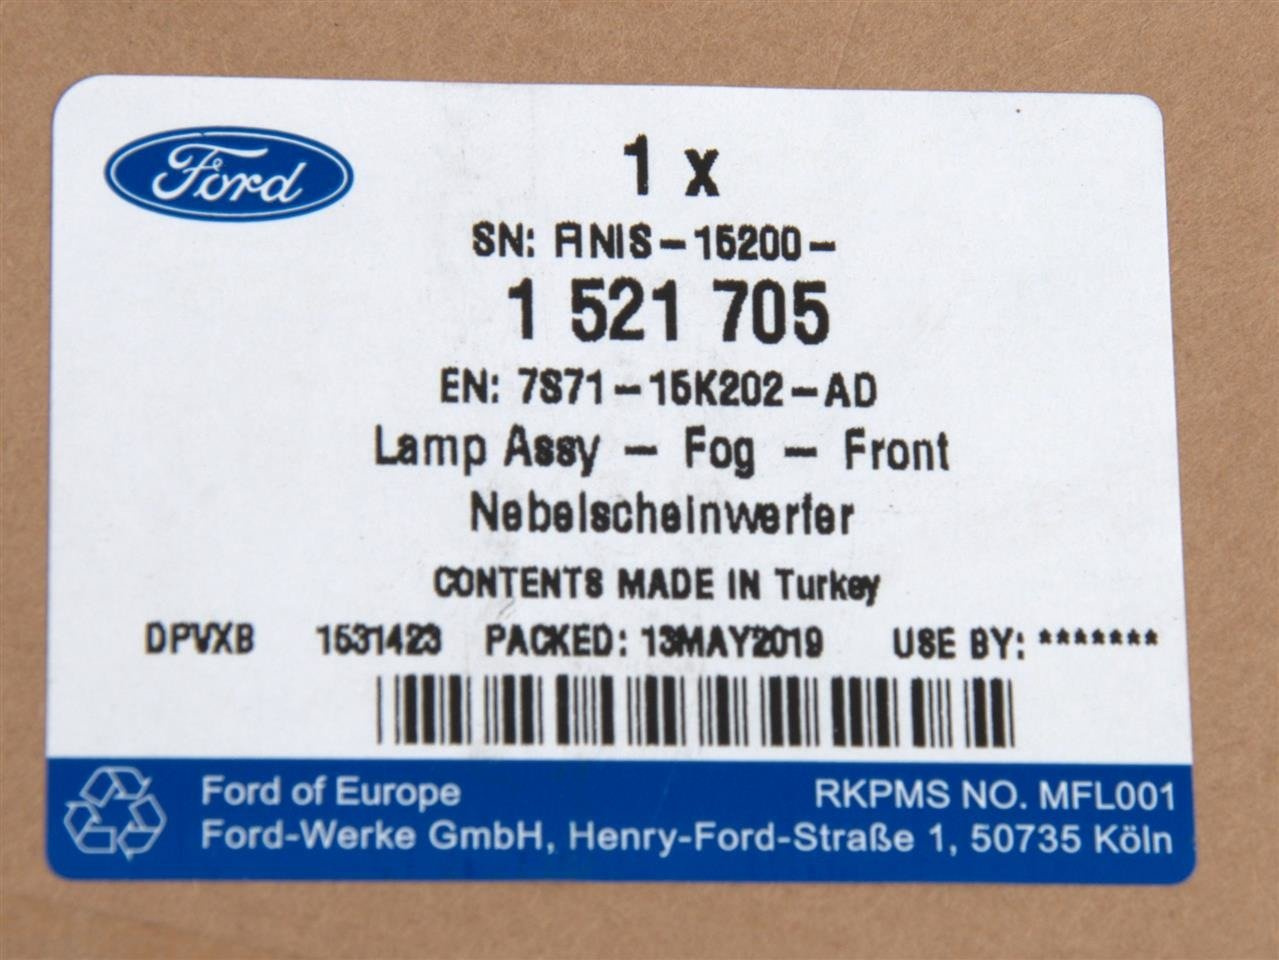 Ford
1 x
SN: FINIS-15200-
1 521 705
EN: 7S71-15K202-AD
Lamp Assy - Fog - Front
Nebelscheinwerfer
CONTENTS MADE IN Turkey
DPVXB 1531423 PACKED: 13MAY2019 USE BY: *******
Ford of Europe RKPMS NO. MFL001
Ford-Werke GmbH, Henry-Ford-Straße 1, 50735 Köln